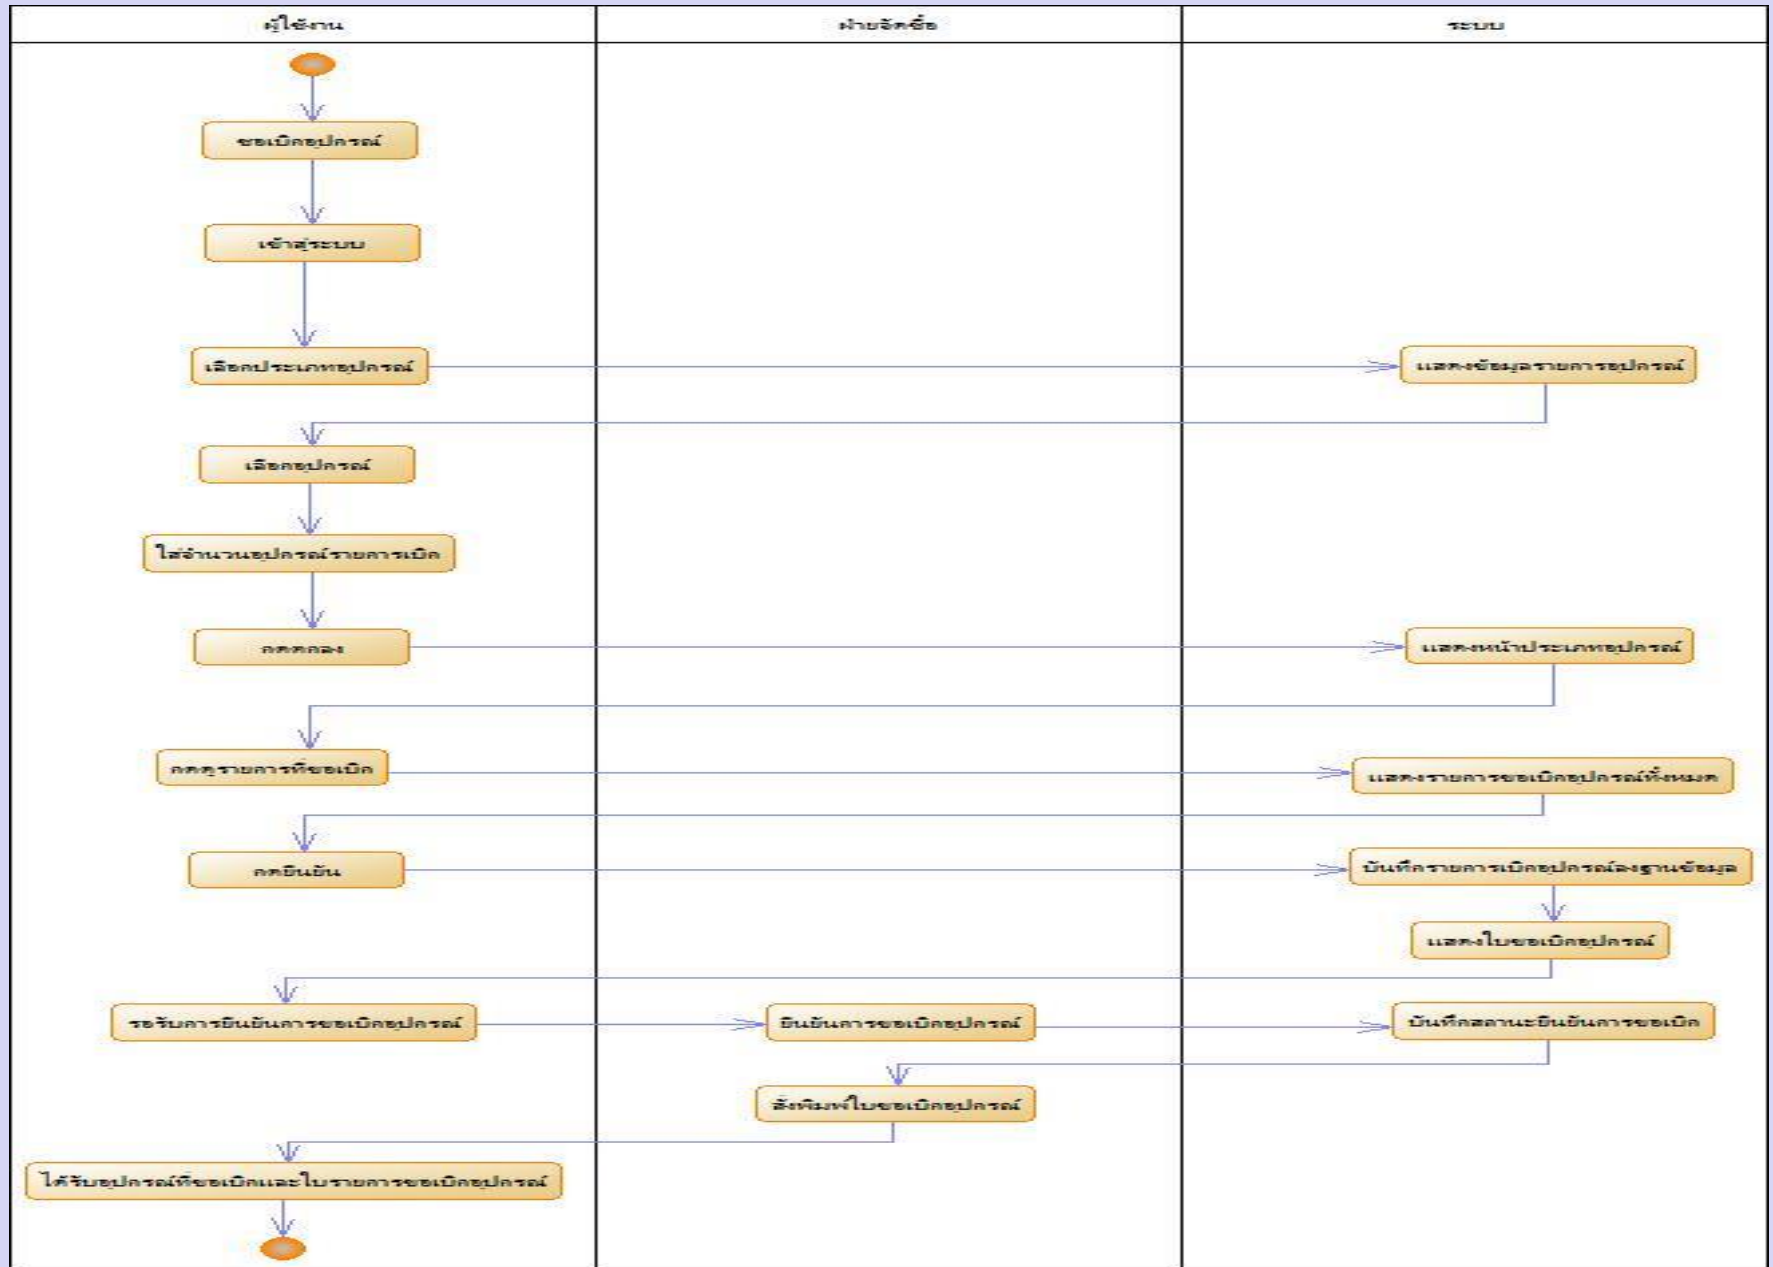 ผู้ใช้งาน
ฝ่ายจัดซื้อ
ระบบ
ขอเบิกอุปกรณ์
เข้าสู่ระบบ
เลือกประเภทอุปกรณ์
แสดงข้อมูลรายการอุปกรณ์
เลือกอุปกรณ์
ใส่จำนวนอุปกรณ์รายการเบิก
กดตกลง
แสดงหน้าประเภทอุปกรณ์
กดดูรายการที่ขอเบิก
แสดงรายการขอเบิกอุปกรณ์ทั้งหมด
กดยืนยัน
บันทึกรายการเบิกอุปกรณ์ลงฐานข้อมูล
แสดงใบขอเบิกอุปกรณ์
รอรับการยืนยันการขอเบิกอุปกรณ์
ยืนยันการขอเบิกอุปกรณ์
บันทึกสถานะยืนยันการขอเบิก
สั่งพิมพ์ใบขอเบิกอุปกรณ์
ได้รับอุปกรณ์ที่ขอเบิกและใบรายการขอเบิกอุปกรณ์